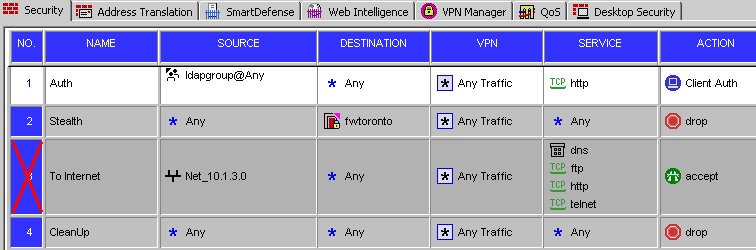 Security Address Translation SmartDefense Web Intelligence VPN Manager QoS Desktop Security
NO. NAME SOURCE DESTINATION VPN SERVICE ACTION
1 Auth ldapgroup@Any * Any * Any Traffic TCP http Client Auth
2 Stealth * Any fwtoronto * Any Traffic * Any drop
3 To Internet Net_10.1.3.0 * Any * Any Traffic dns accept
TCP ftp
TCP http
TCP telnet
4 CleanUp * Any * Any * Any Traffic * Any drop